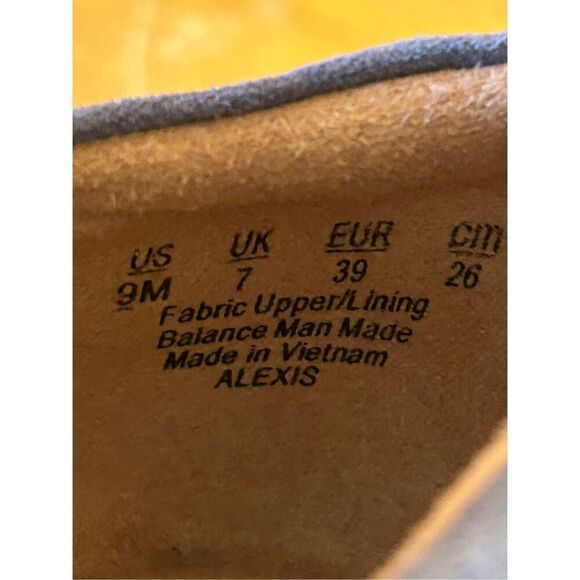 US UK EUR cm
9M 7 39 26
Fabric Upper/Lining
Balance Man Made
Made in Vietnam
ALEXIS